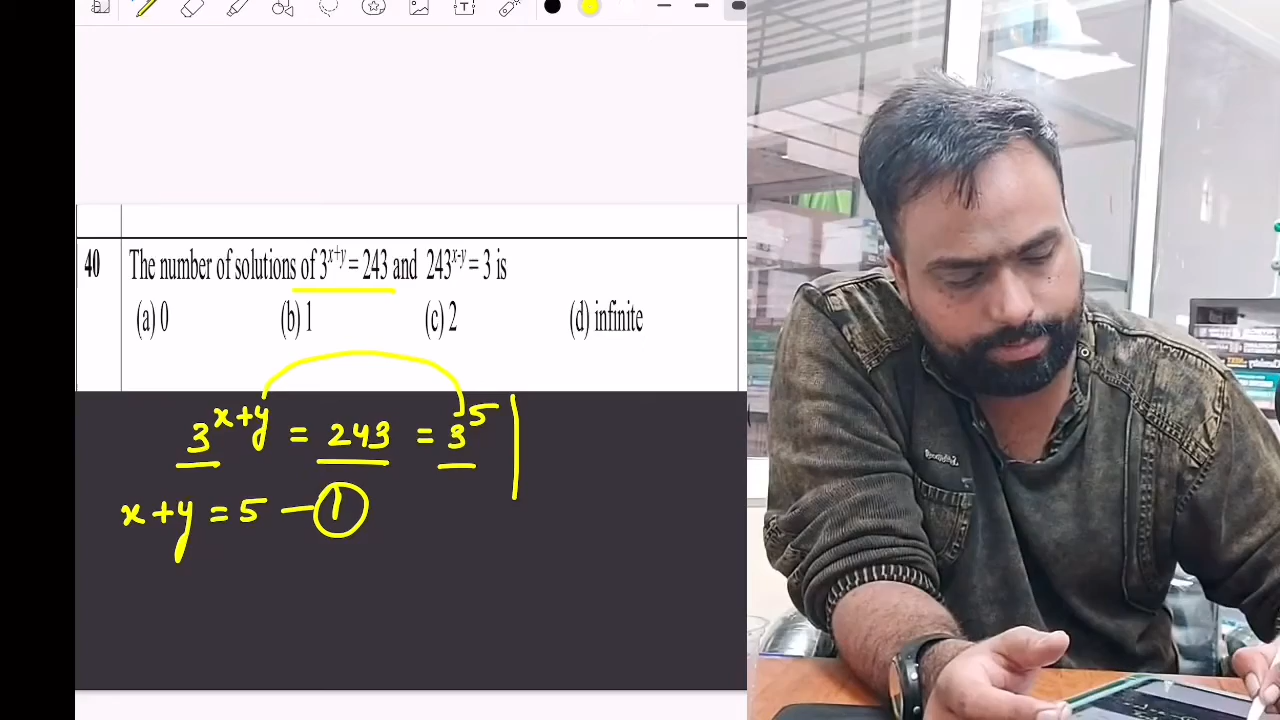 40 The number of solutions of 3^{x+y} = 243 and 243^{x-y} = 3 is
(a) 0 (b) 1 (c) 2 (d) infinite
3^{x+y} = 243 = 3^5
x+y = 5 — ①